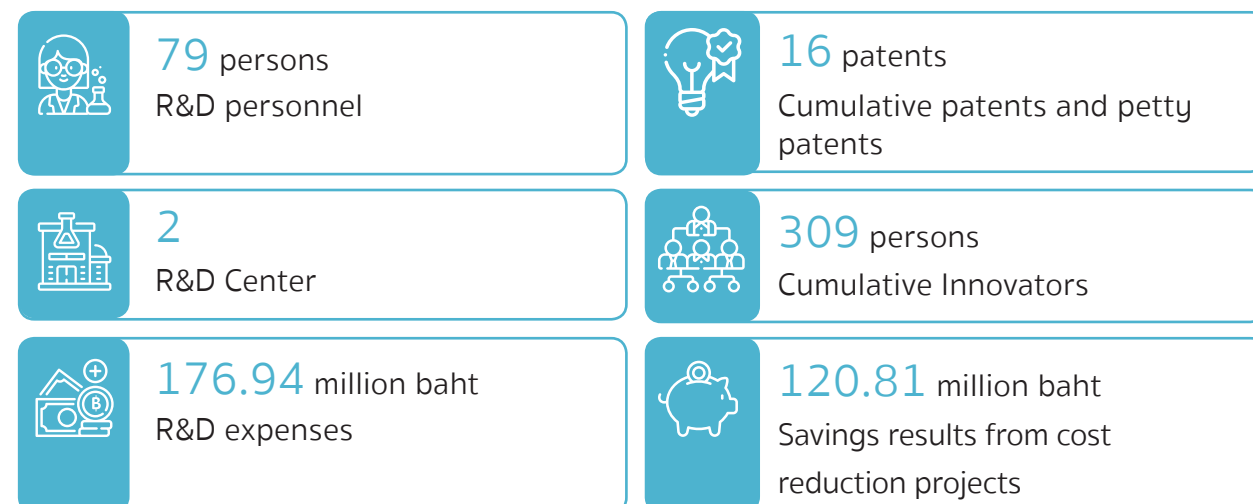 79 persons
R&D personnel
16 patents
Cumulative patents and petty
patents
2
R&D Center
309 persons
Cumulative Innovators
176.94 million baht
R&D expenses
120.81 million baht
Savings results from cost
reduction projects